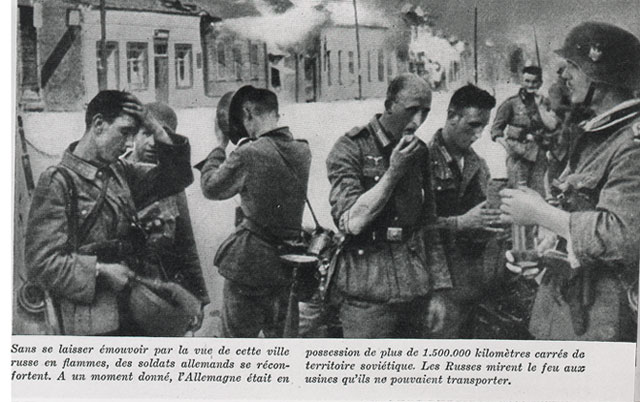 Sans se laisser émouvoir par la vue de cette ville
russe en flammes, des soldats allemands se récon-
fortent. A un moment donné, l'Allemagne était en
possession de plus de 1.500.000 kilomètres carrés de
territoire soviétique. Les Russes mirent le feu aux
usines qu'ils ne pouvaient transporter.